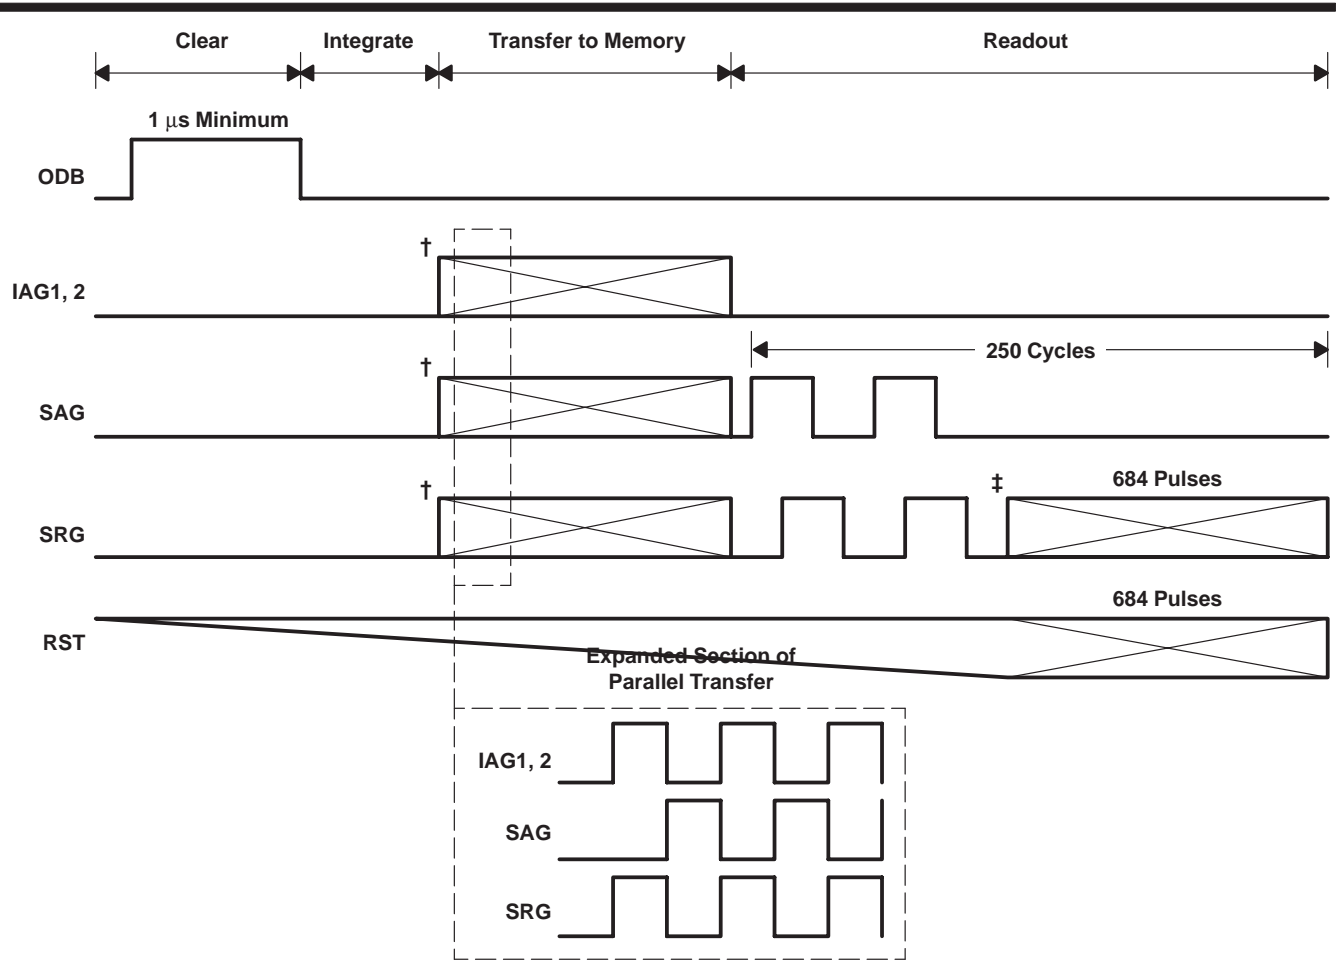 Clear Integrate Transfer to Memory Readout
1 μs Minimum
ODB
†
IAG1, 2
250 Cycles
†
SAG
† ‡ 684 Pulses
SRG
684 Pulses
RST
Expanded Section of
Parallel Transfer
IAG1, 2
SAG
SRG